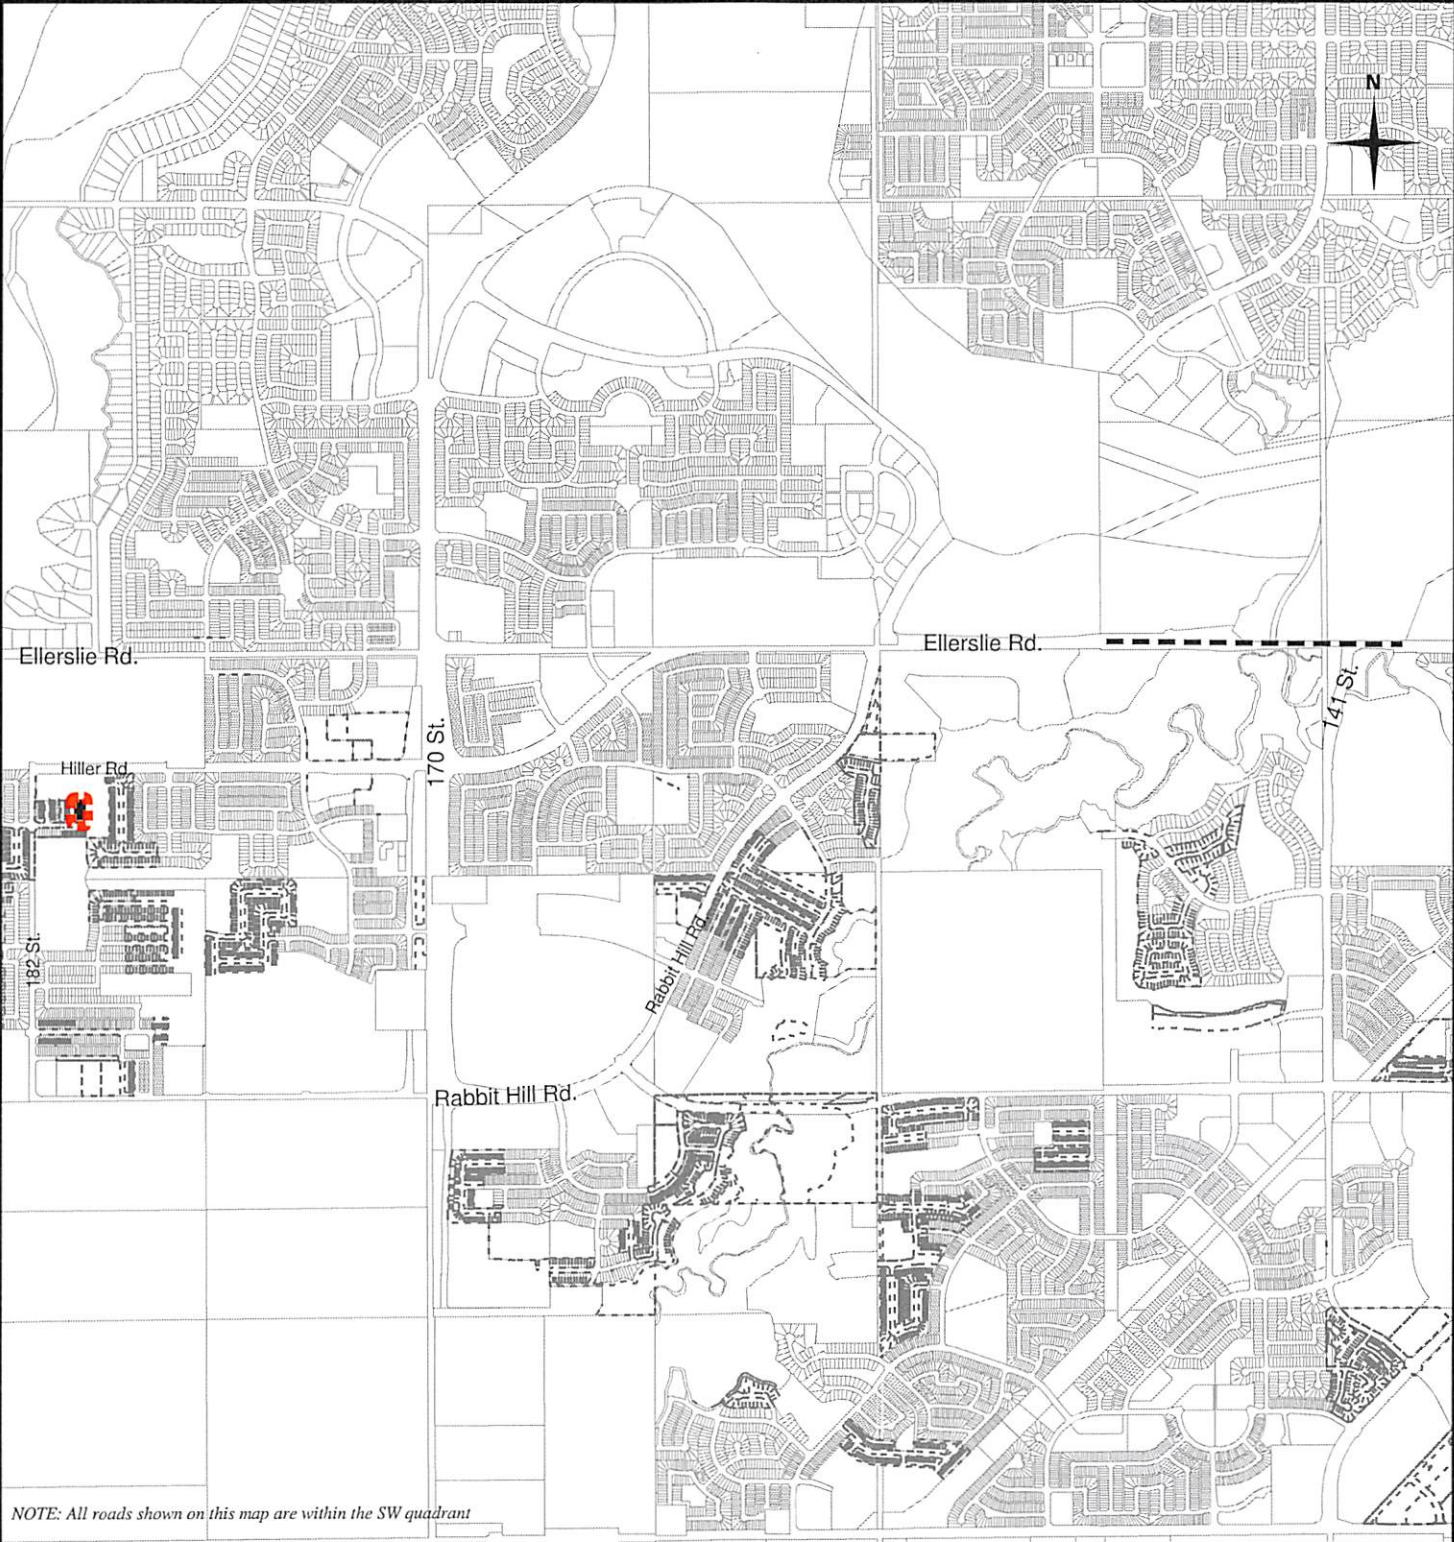 N
Ellerslie Rd.
Ellerslie Rd.
141 St.
170 St.
Hiller Rd
182 St.
Rabbit Hill Rd
Rabbit Hill Rd.
NOTE: All roads shown on this map are within the SW quadrant